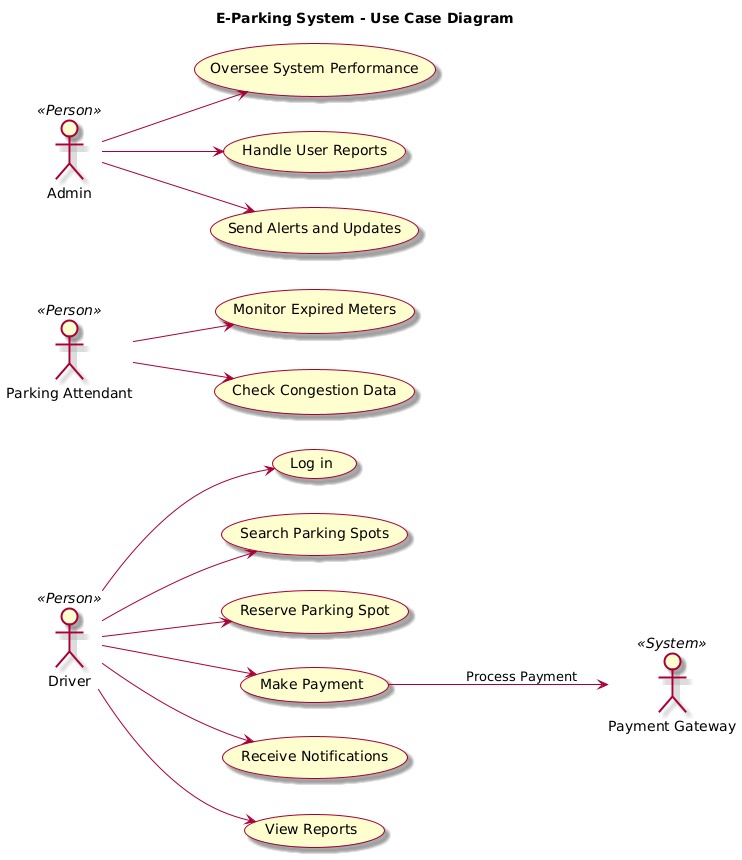 E-Parking System - Use Case Diagram
Oversee System Performance
«Person»
Admin
Handle User Reports
Send Alerts and Updates
«Person»
Parking Attendant
Monitor Expired Meters
Check Congestion Data
Log in
Search Parking Spots
«Person»
Driver
Reserve Parking Spot
Make Payment
Process Payment
«System»
Payment Gateway
Receive Notifications
View Reports